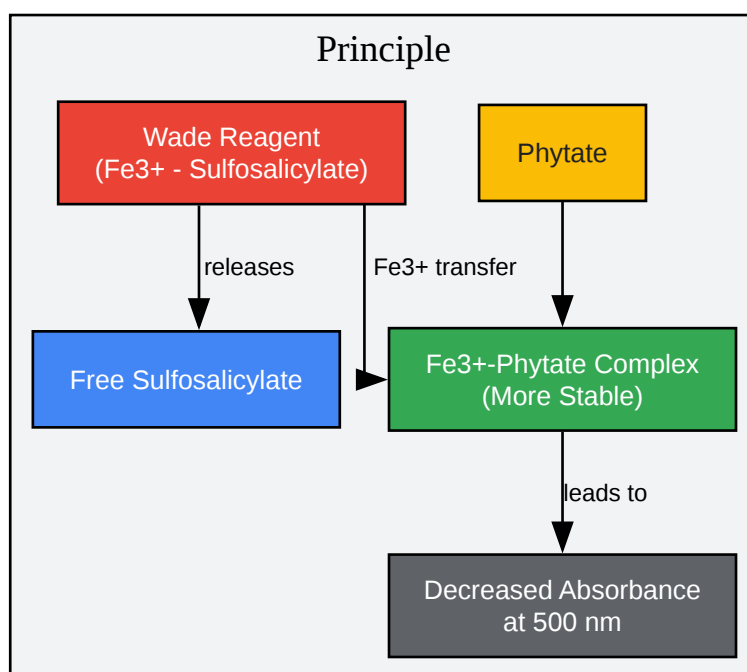 Principle
Wade Reagent
(Fe3+ - Sulfosalicylate)
Phytate
releases
Fe3+ transfer
Free Sulfosalicylate
Fe3+-Phytate Complex
(More Stable)
leads to
Decreased Absorbance
at 500 nm